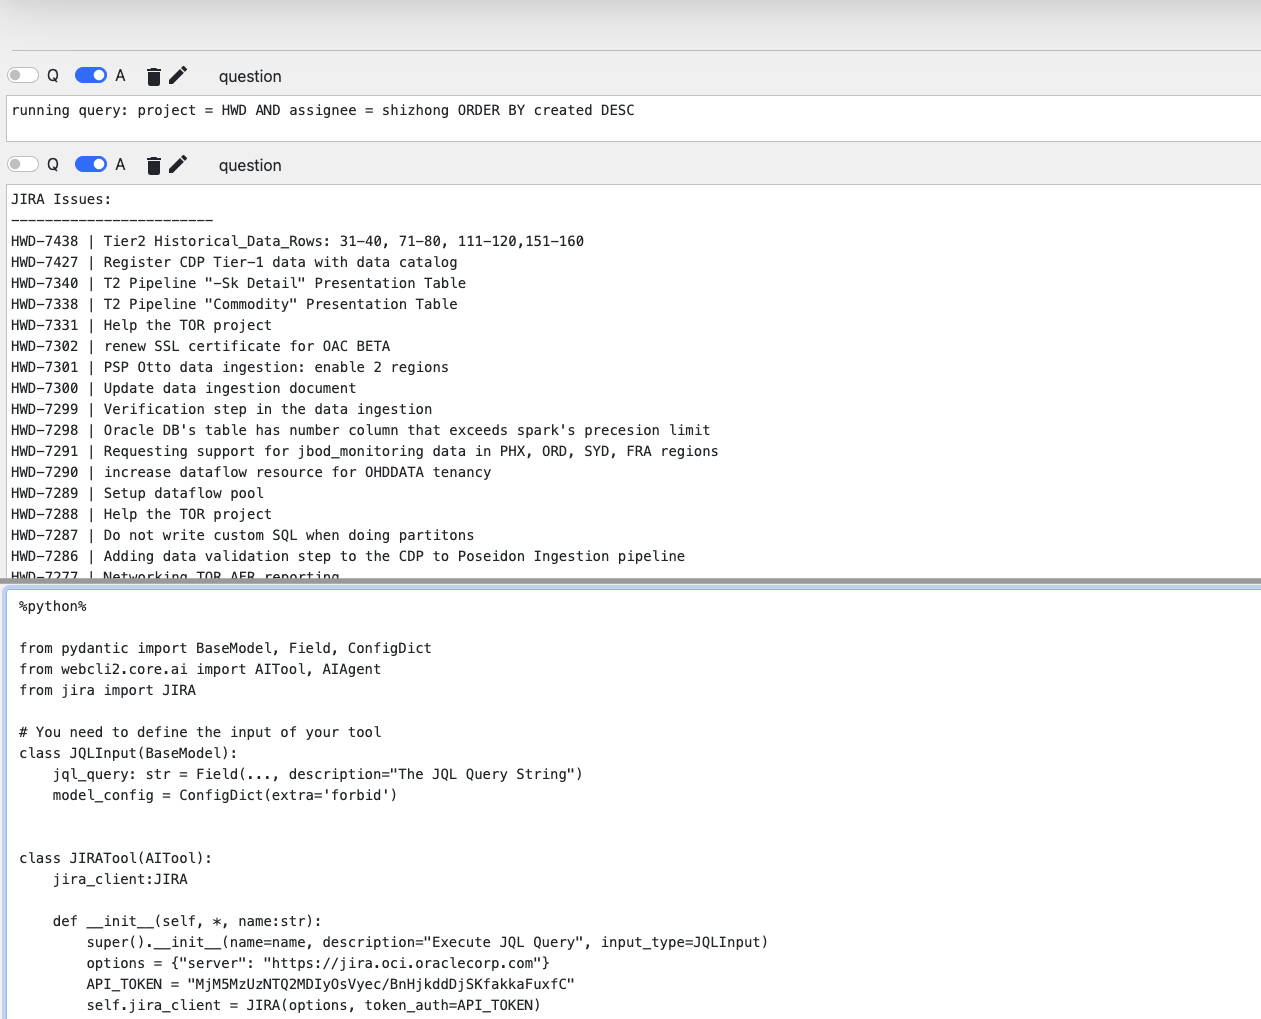 Q A question
running query: project = HWD AND assignee = shizhong ORDER BY created DESC
Q A question
JIRA Issues:
------------------------
HWD-7438 | Tier2 Historical_Data_Rows: 31-40, 71-80, 111-120,151-160
HWD-7427 | Register CDP Tier-1 data with data catalog
HWD-7340 | T2 Pipeline "-Sk Detail" Presentation Table
HWD-7338 | T2 Pipeline "Commodity" Presentation Table
HWD-7331 | Help the TOR project
HWD-7302 | renew SSL certificate for OAC BETA
HWD-7301 | PSP Otto data ingestion: enable 2 regions
HWD-7300 | Update data ingestion document
HWD-7299 | Verification step in the data ingestion
HWD-7298 | Oracle DB's table has number column that exceeds spark's precesion limit
HWD-7291 | Requesting support for jbod_monitoring data in PHX, ORD, SYD, FRA regions
HWD-7290 | increase dataflow resource for OHDDATA tenancy
HWD-7289 | Setup dataflow pool
HWD-7288 | Help the TOR project
HWD-7287 | Do not write custom SQL when doing partitons
HWD-7286 | Adding data validation step to the CDP to Poseidon Ingestion pipeline
HWD-7277 | Networking TOR AER reporting
%python%
from pydantic import BaseModel, Field, ConfigDict
from webcli2.core.ai import AITool, AIAgent
from jira import JIRA
# You need to define the input of your tool
class JQLInput(BaseModel):
    jql_query: str = Field(..., description="The JQL Query String")
    model_config = ConfigDict(extra='forbid')
class JIRATool(AITool):
    jira_client:JIRA
    def __init__(self, *, name:str):
        super().__init__(name=name, description="Execute JQL Query", input_type=JQLInput)
        options = {"server": "https://jira.oci.oraclecorp.com"}
        API_TOKEN = "MjM5MzUzNTQ2MDIyOsVyec/BnHjkddDjSKfakkaFuxfC"
        self.jira_client = JIRA(options, token_auth=API_TOKEN)